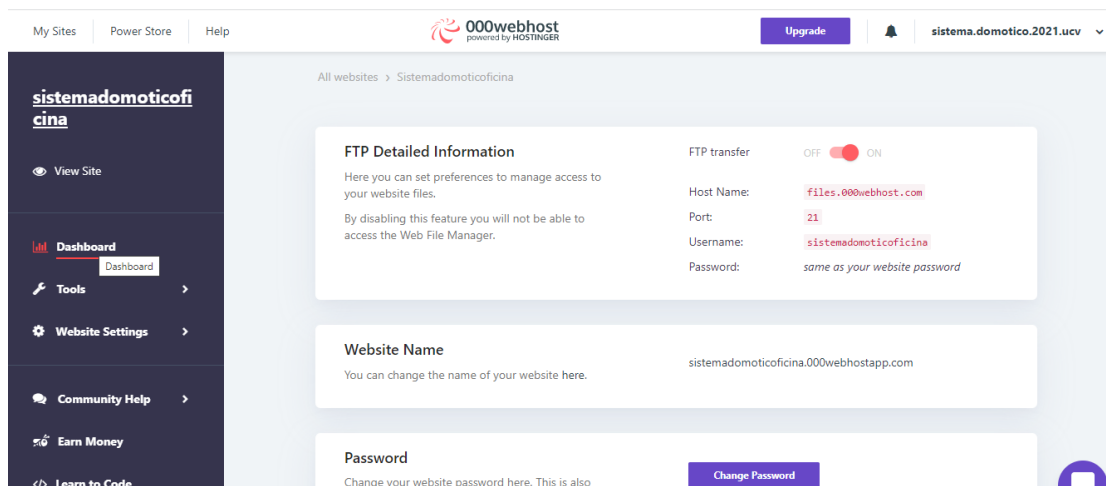 My Sites
Power Store
Help
000webhost
powered by HOSTINGER
Upgrade
sistema.domotico.2021.ucv
sistemadomoticofi
cina
View Site
Dashboard
Dashboard
Tools
Website Settings
Community Help
Earn Money
Learn to Code
All websites > Sistemadomoticoficina
FTP Detailed Information
Here you can set preferences to manage access to
your website files.
By disabling this feature you will not be able to
access the Web File Manager.
FTP transfer
OFF ON
Host Name: files.000webhost.com
Port: 21
Username: sistemadomoticoficina
Password: same as your website password
Website Name
You can change the name of your website here.
sistemadomoticoficina.000webhostapp.com
Password
Change your website password here. This is also
Change Password